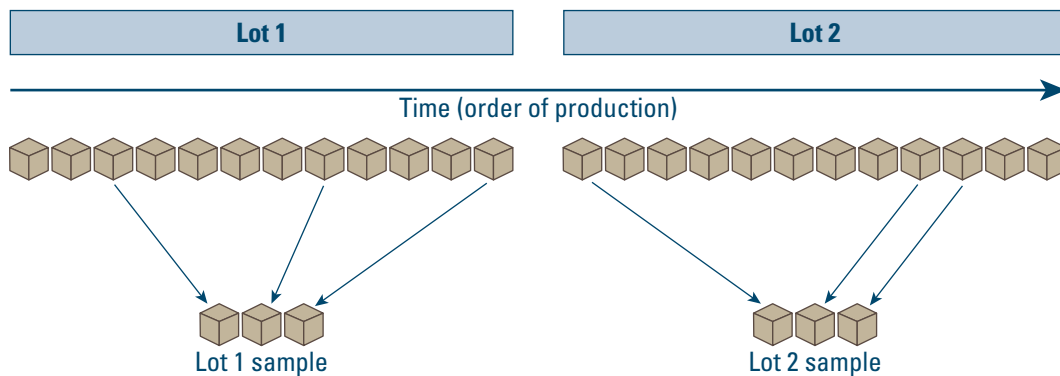 Lot 1
Lot 2
Time (order of production)
Lot 1 sample
Lot 2 sample